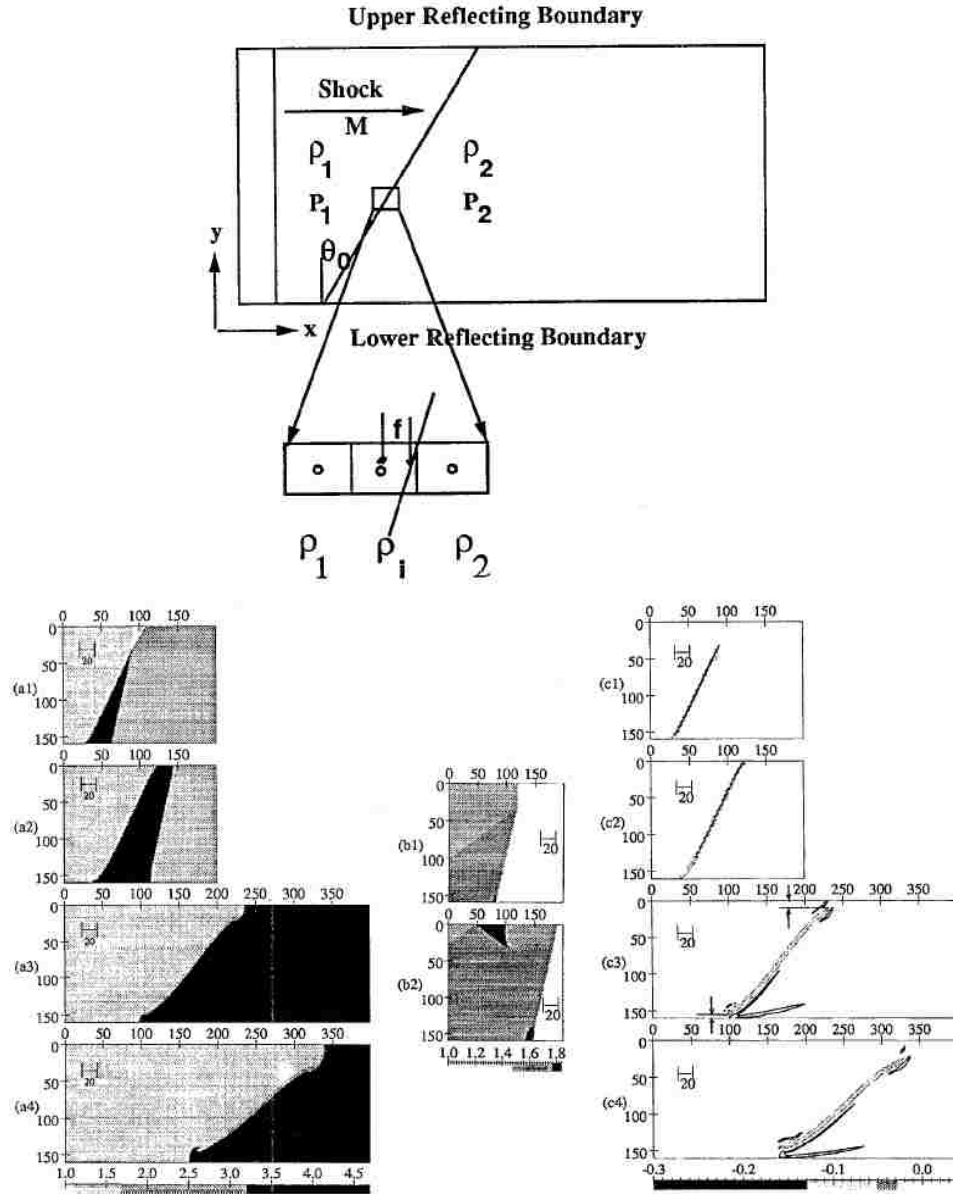 Upper Reflecting Boundary
Shock
M
ρ1 ρ2
P1 P2
y θ0
x
Lower Reflecting Boundary
f
ρ1 ρi ρ2
0 50 100 150
0 50 100 150
(a1) 20
0 50 100 150
0 50 100 150
(a2) 20
0 50 100 150 200 250 300 350
0 50 100 150
(a3) 20
0 50 100 150 200 250 300 350
0 50 100 150
(a4) 20
1.0 1.5 2.0 2.5 3.0 3.5 4.0 4.5
0 50 100 150
0 50 100 150
(b1) 20
0 50 100 150
0 50 100 150
(b2) 20
1.0 1.2 1.4 1.6 1.8
0 50 100 150
0 50 100 150
(c1) 20
0 50 100 150
0 50 100 150
(c2) 20
0 50 100 150 200 250 300 350
0 50 100 150
(c3) 20
0 50 100 150 200 250 300 350
0 50 100 150
(c4) 20
-0.3 -0.2 -0.1 0.0